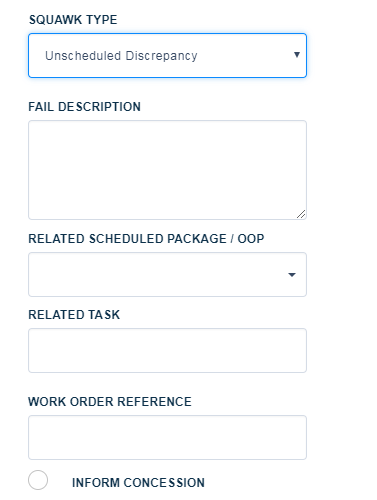 SQUAWK TYPE
Unscheduled Discrepancy
FAIL DESCRIPTION
RELATED SCHEDULED PACKAGE / OOP
RELATED TASK
WORK ORDER REFERENCE
INFORM CONCESSION